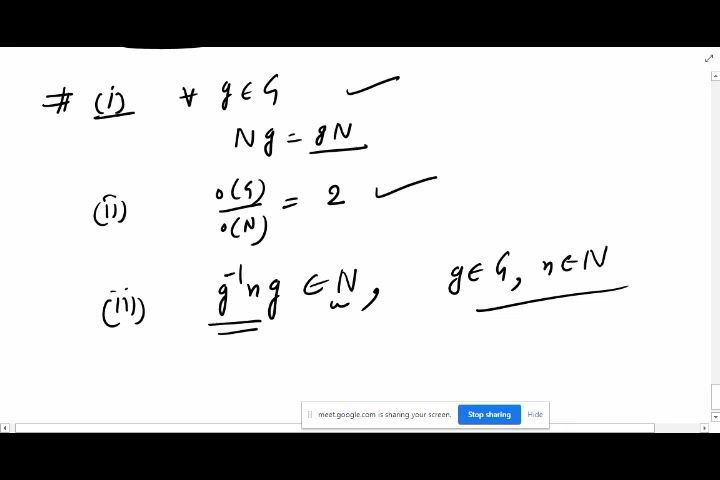 # (i) ∀ g ∈ G
Ng = gN
(ii) o(G)/o(N) = 2
(iii) g⁻¹ng ∈ N, g ∈ G, n ∈ N
meet.google.com is sharing your screen. Stop sharing Hide